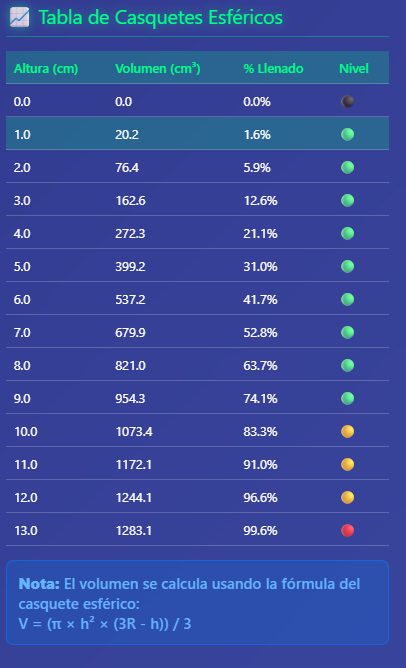 Tabla de Casquetes Esféricos
Altura (cm) Volumen (cm³) % Llenado Nivel
0.0 0.0 0.0%
1.0 20.2 1.6%
2.0 76.4 5.9%
3.0 162.6 12.6%
4.0 272.3 21.1%
5.0 399.2 31.0%
6.0 537.2 41.7%
7.0 679.9 52.8%
8.0 821.0 63.7%
9.0 954.3 74.1%
10.0 1073.4 83.3%
11.0 1172.1 91.0%
12.0 1244.1 96.6%
13.0 1283.1 99.6%
Nota: El volumen se calcula usando la fórmula del
casquete esférico:
V = (π × h² × (3R - h)) / 3